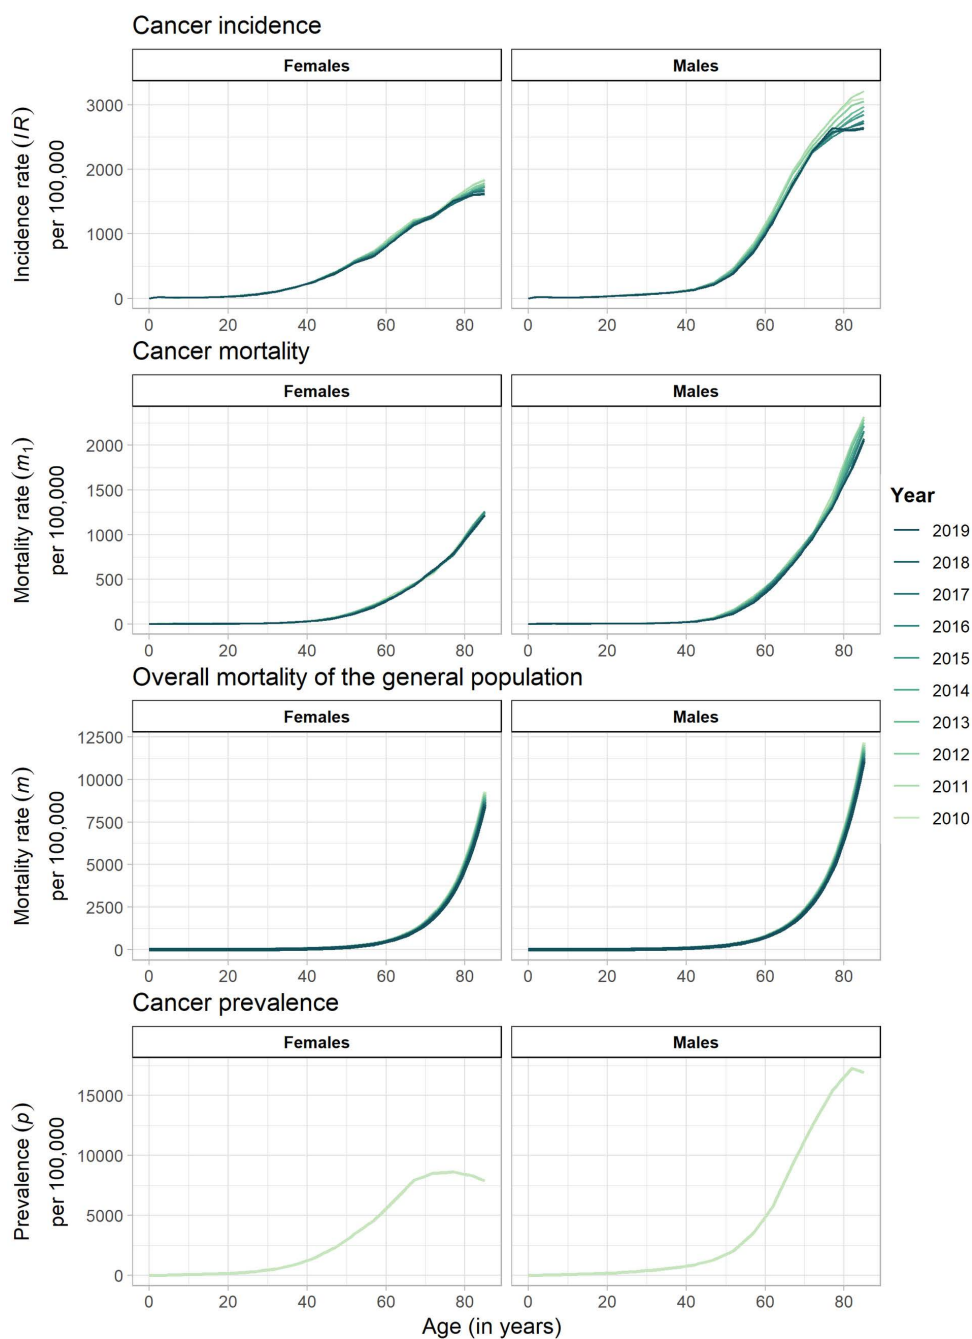 Cancer incidence
Females
Males
Incidence rate (IR)
per 100,000
3000
2000
1000
0
0 20 40 60 80
0 20 40 60 80
Cancer mortality
Females
Males
Mortality rate (m₁)
per 100,000
2000
1500
1000
500
0
0 20 40 60 80
0 20 40 60 80
Overall mortality of the general population
Females
Males
Mortality rate (m)
per 100,000
12500
10000
7500
5000
2500
0
0 20 40 60 80
0 20 40 60 80
Cancer prevalence
Females
Males
Prevalence (p)
per 100,000
15000
10000
5000
0
0 20 40 60 80
0 20 40 60 80
Age (in years)
Year
2019
2018
2017
2016
2015
2014
2013
2012
2011
2010